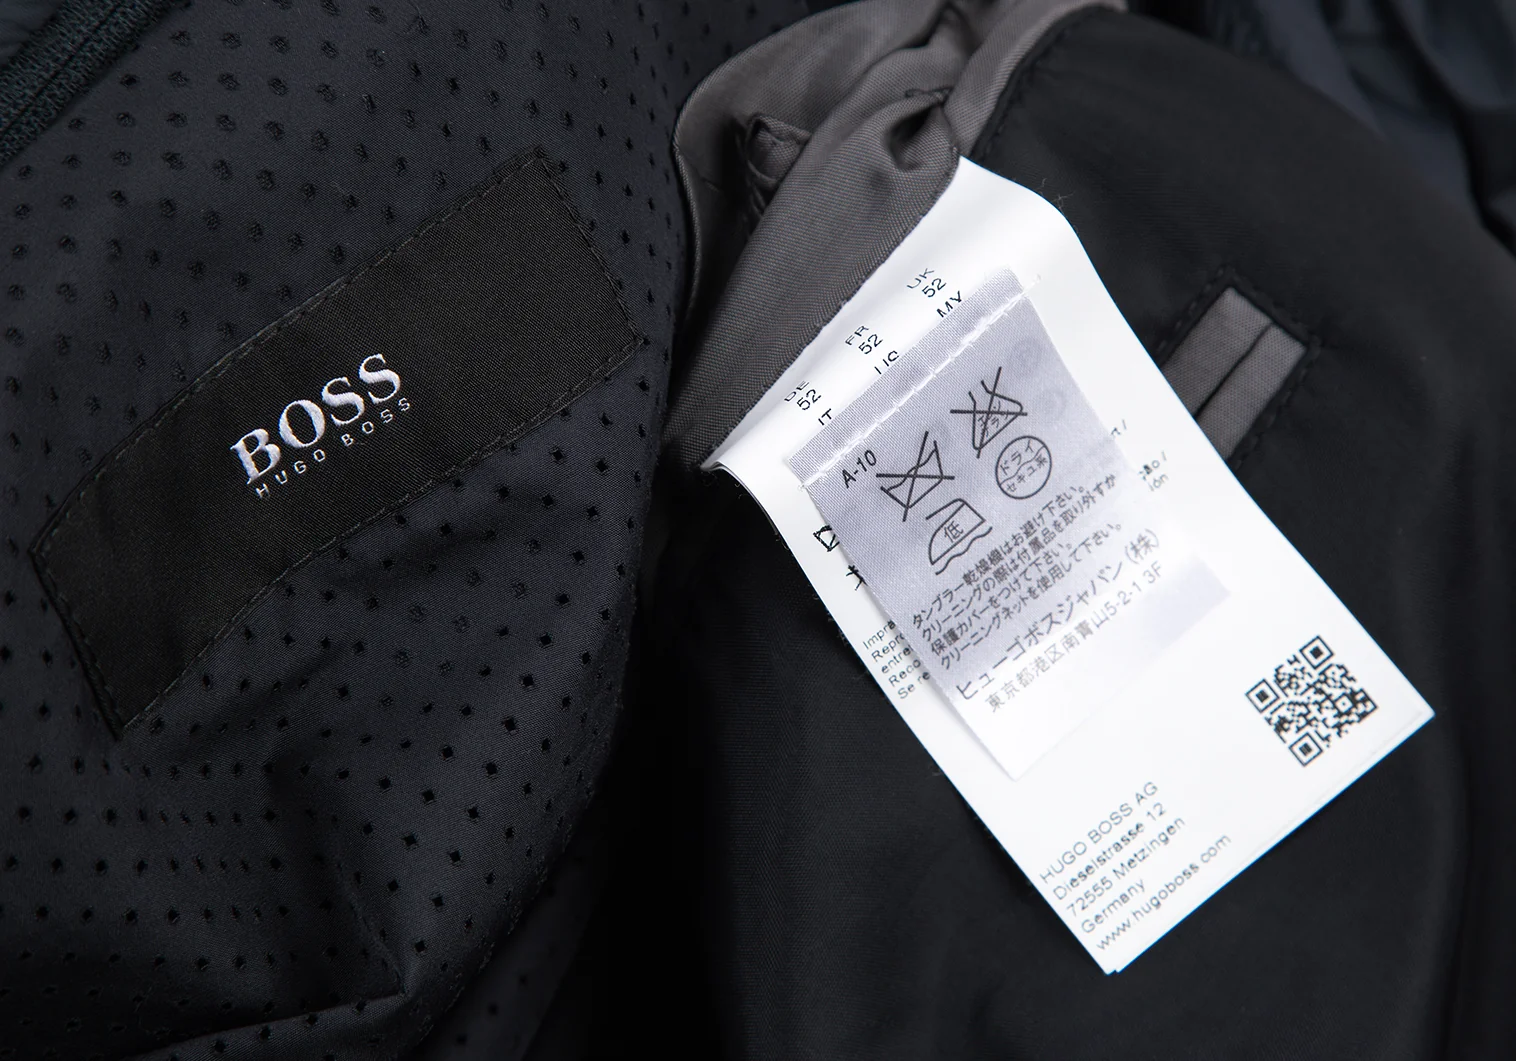 BOSS
HUGO BOSS
UK
52
MY
FR
52
52
IT
A-10
ドライ
セキユ系
低
タンブラー乾燥機はお避け下さい。
クリーニングの際は付属品を取り外すか
保護カバーをつけて下さい。
クリーニングネットを使用して下さい。
ヒューゴボスジャパン(株)
東京都港区南青山5-2-1 3F
HUGO BOSS AG
Dieselstrasse 12
72555 Metzingen
Germany
www.hugoboss.com